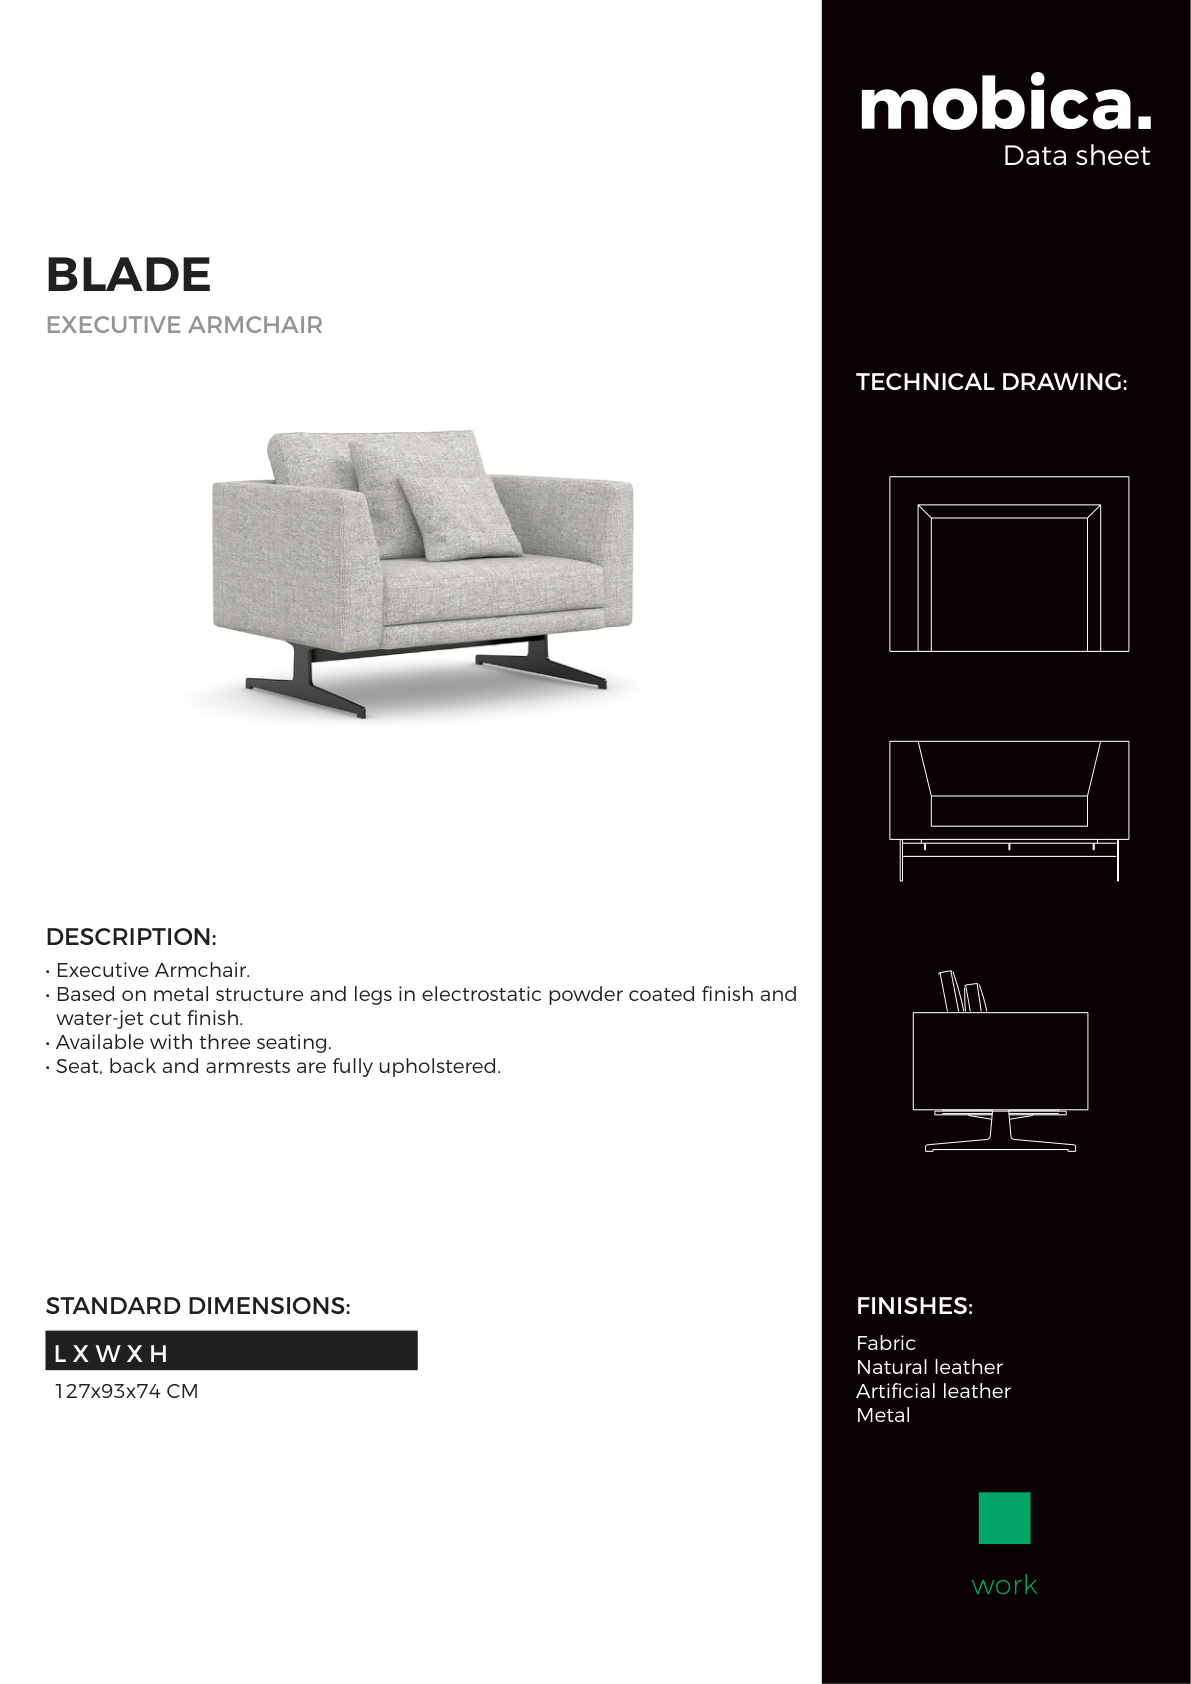 mobica.
Data sheet
BLADE
EXECUTIVE ARMCHAIR
TECHNICAL DRAWING:
DESCRIPTION:
• Executive Armchair.
• Based on metal structure and legs in electrostatic powder coated finish and
water-jet cut finish.
• Available with three seating.
• Seat, back and armrests are fully upholstered.
STANDARD DIMENSIONS:
L X W X H
127x93x74 CM
FINISHES:
Fabric
Natural leather
Artificial leather
Metal
work